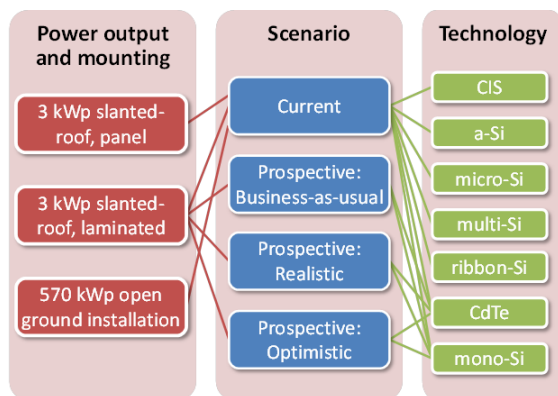 Power output
and mounting
3 kWp slanted-
roof, panel
3 kWp slanted-
roof, laminated
570 kWp open
ground installation
Scenario
Current
Prospective:
Business-as-usual
Prospective:
Realistic
Prospective:
Optimistic
Technology
CIS
a-Si
micro-Si
multi-Si
ribbon-Si
CdTe
mono-Si